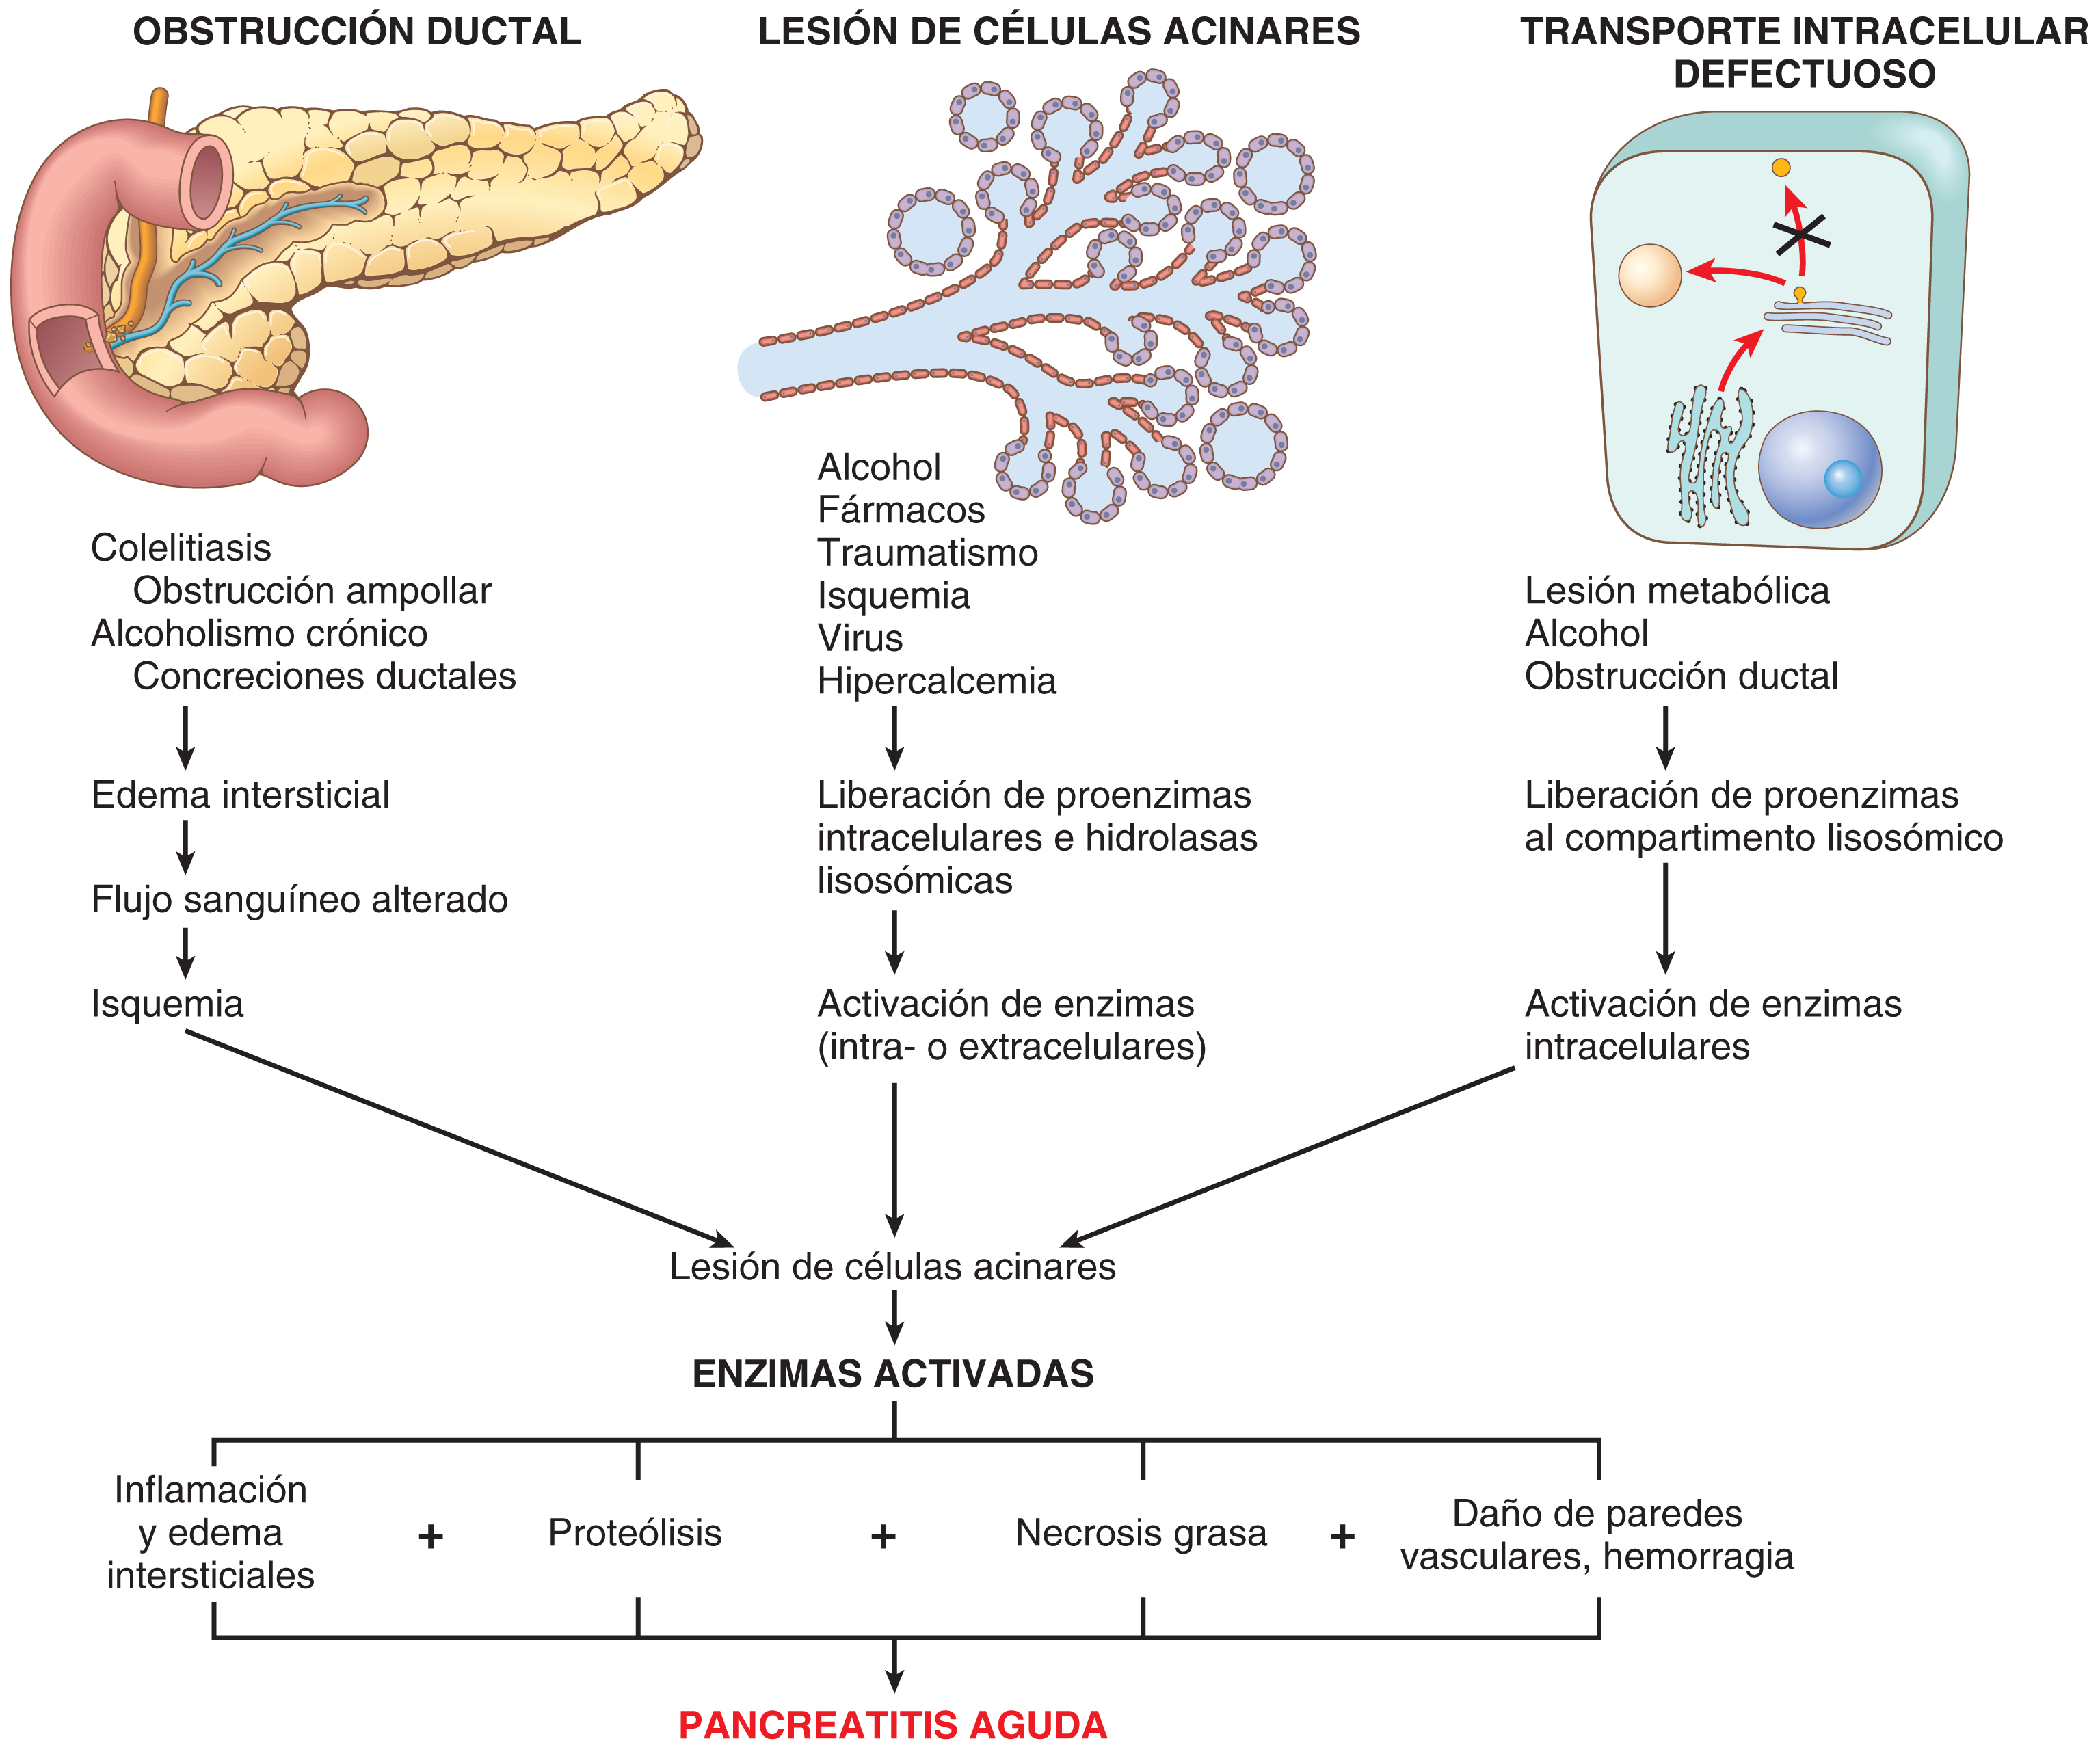 OBSTRUCCIÓN DUCTAL
Colelitiasis
Obstrucción ampollar
Alcoholismo crónico
Concreciones ductales
Edema intersticial
Flujo sanguíneo alterado
Isquemia
LESIÓN DE CÉLULAS ACINARES
Alcohol
Fármacos
Traumatismo
Isquemia
Virus
Hipercalcemia
Liberación de proenzimas
intracelulares e hidrolasas
lisosómicas
Activación de enzimas
(intra- o extracelulares)
TRANSPORTE INTRACELULAR
DEFECTUOSO
Lesión metabólica
Alcohol
Obstrucción ductal
Liberación de proenzimas
al compartimento lisosómico
Activación de enzimas
intracelulares
Lesión de células acinares
ENZIMAS ACTIVADAS
Inflamación
y edema
intersticiales
+
Proteólisis
+
Necrosis grasa
+
Daño de paredes
vasculares, hemorragia
PANCREATITIS AGUDA